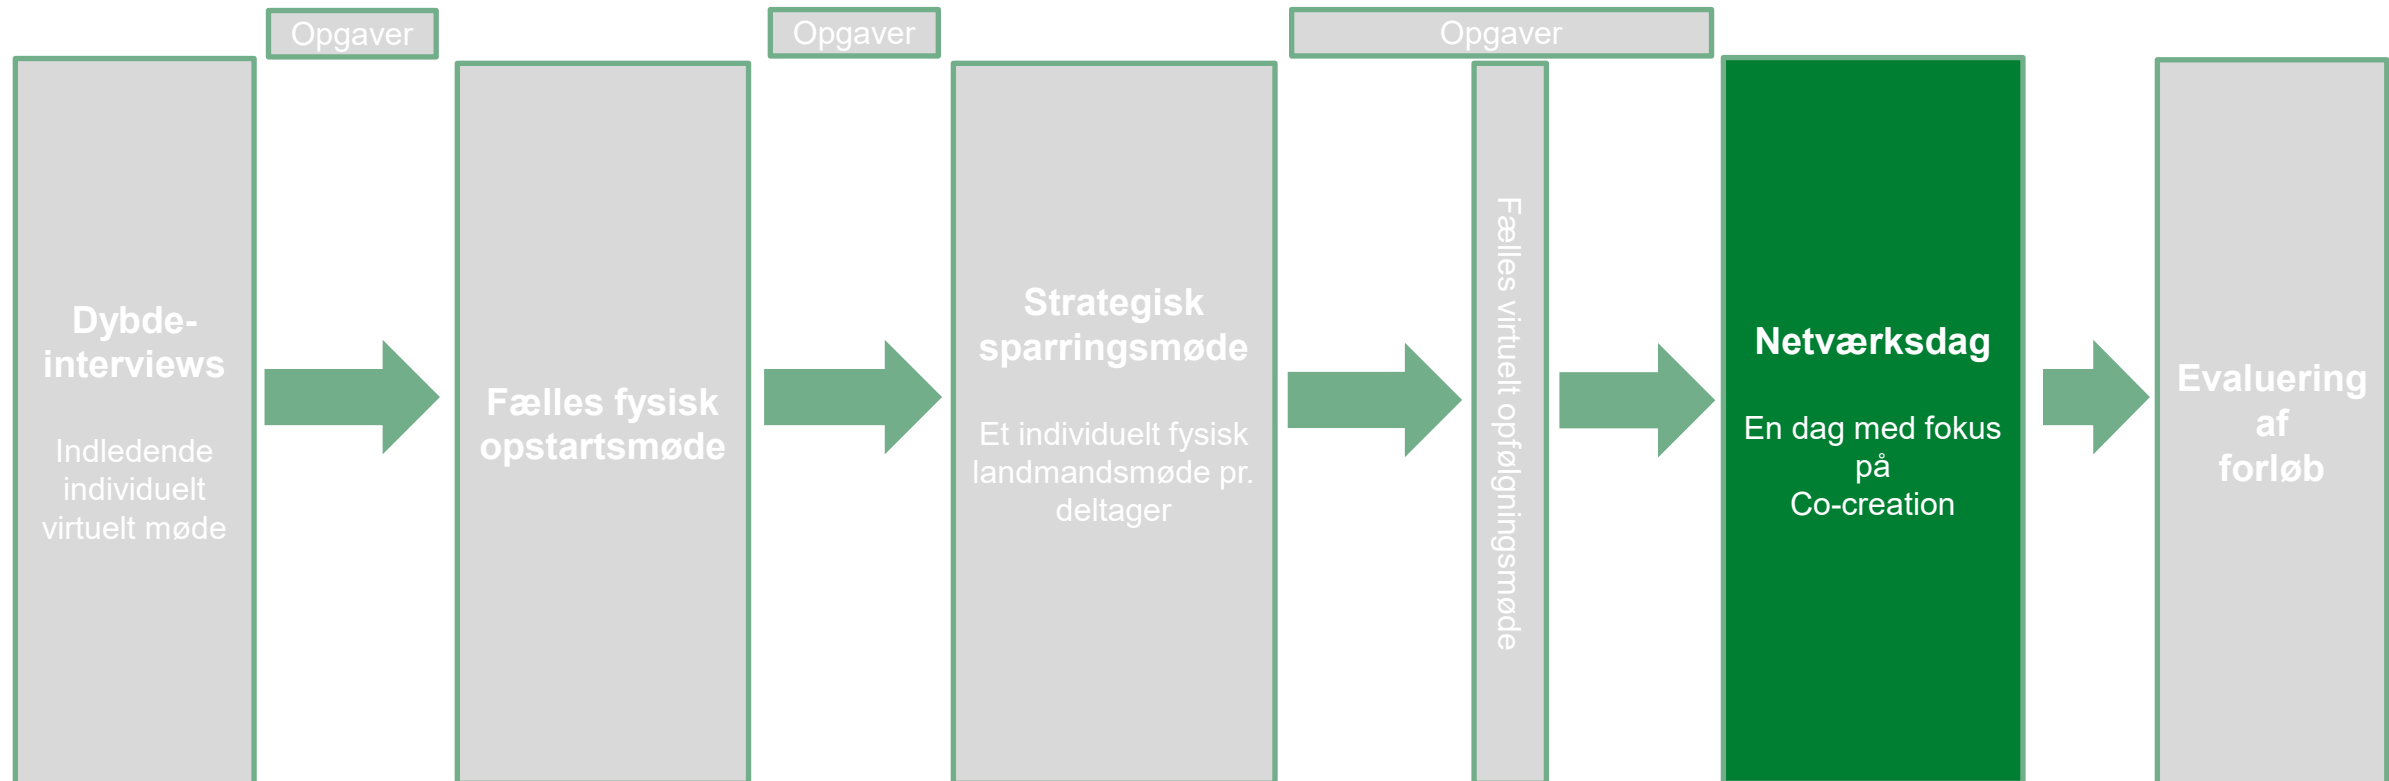 Opgaver
Opgaver
Opgaver
Dybde-
interviews
Indledende
individuelt
virtuelt møde
Fælles fysisk
opstartsmøde
Strategisk
sparringsmøde
Et individuelt fysisk
landmandsmøde pr.
deltager
Fælles virtuelt opfølgningsmøde
Netværksdag
En dag med fokus
på
Co-creation
Evaluering
af
forløb